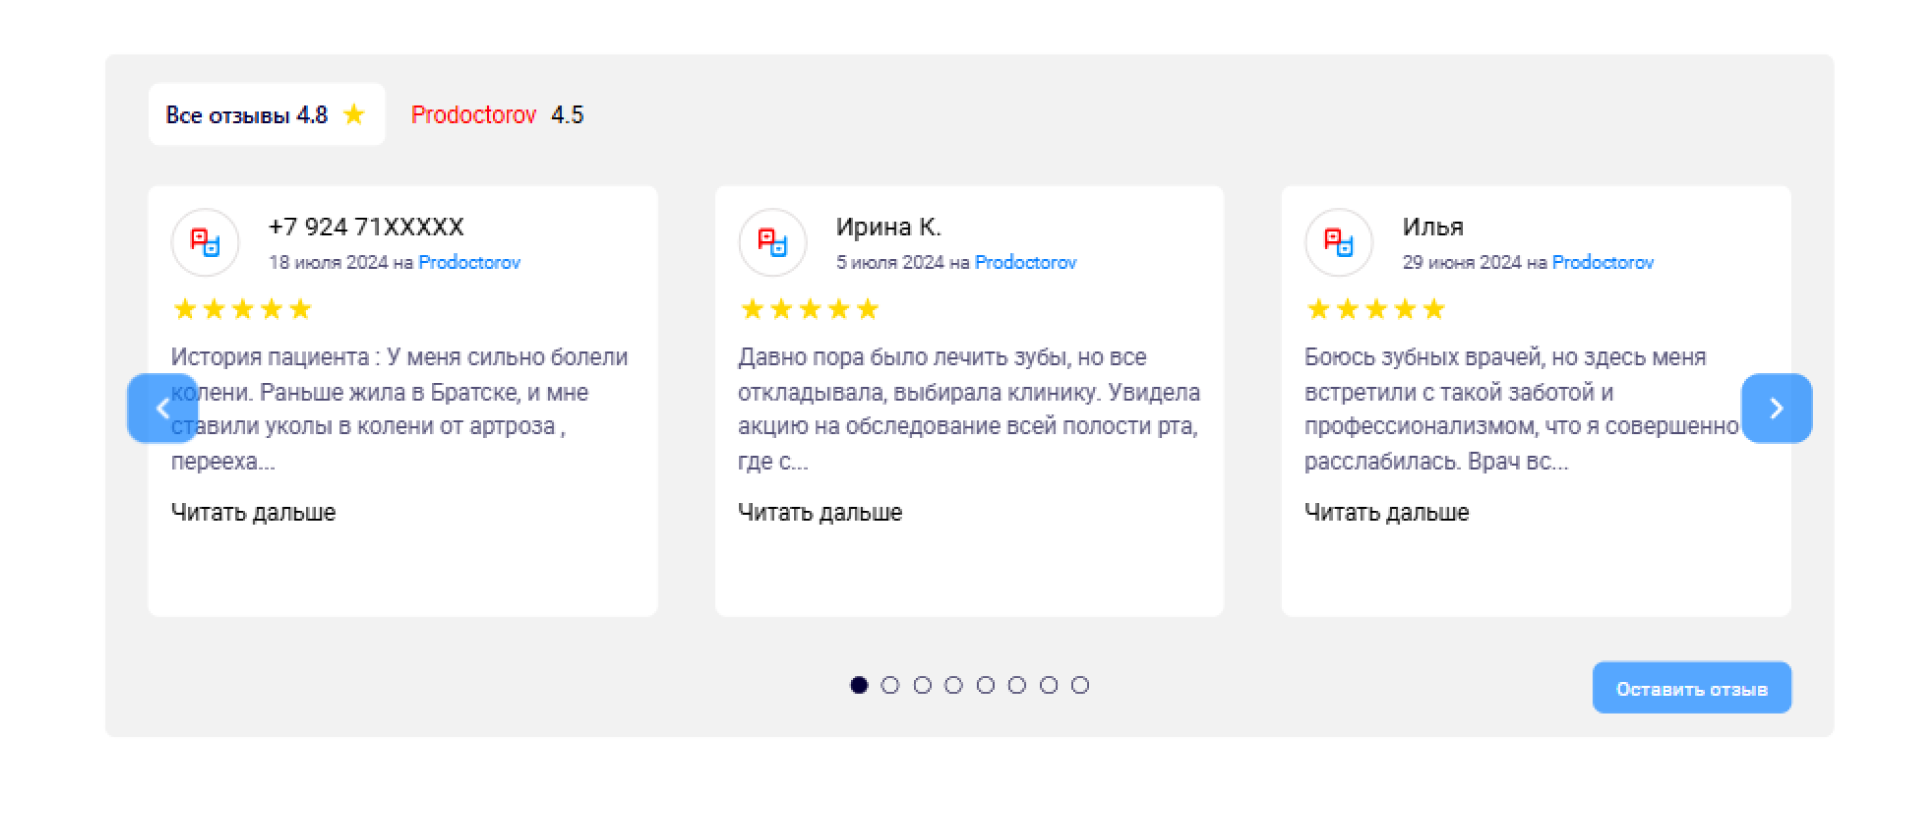 Все отзывы 4.8
Prodoctorov 4.5
+7 924 71XXXXX
18 июля 2024 на Prodoctorov
История пациента : У меня сильно болели
колени. Раньше жила в Братске, и мне
ставили уколы в колени от артроза ,
перееха...
Читать дальше
Ирина К.
5 июля 2024 на Prodoctorov
Давно пора было лечить зубы, но все
откладывала, выбирала клинику. Увидела
акцию на обследование всей полости рта,
где с...
Читать дальше
Илья
29 июня 2024 на Prodoctorov
Боюсь зубных врачей, но здесь меня
встретили с такой заботой и
профессионализмом, что я совершенно
расслабилась. Врач вс...
Читать дальше
Оставить отзыв